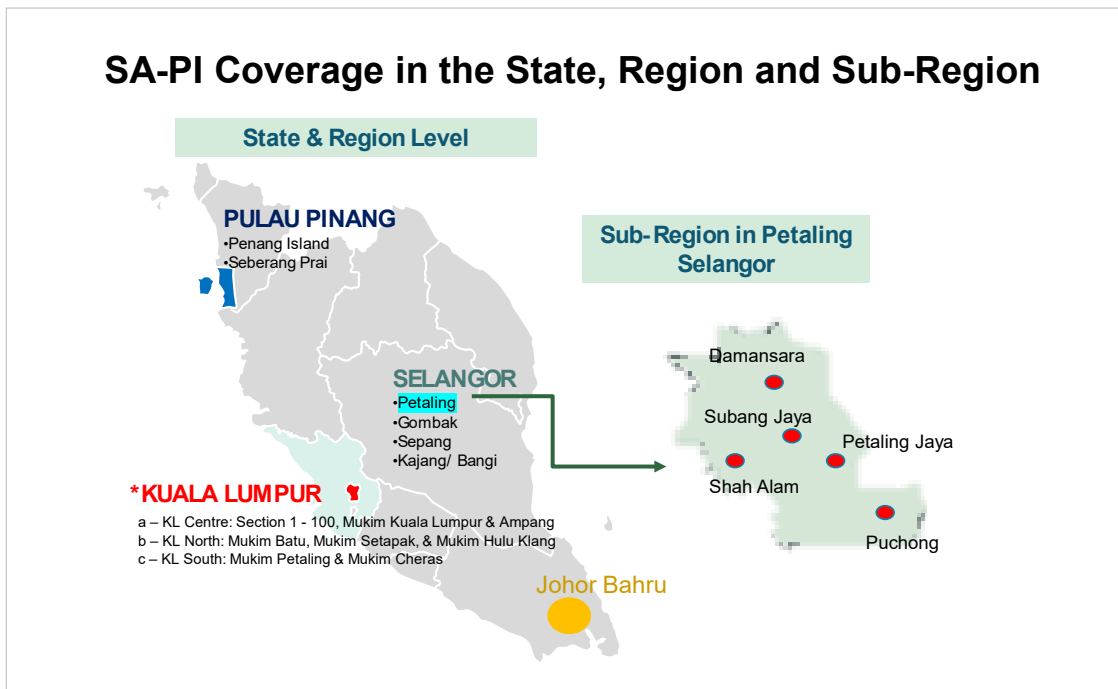 SA-PI Coverage in the State, Region and Sub-Region
State & Region Level
PULAU PINANG
•Penang Island
•Seberang Prai
SELANGOR
•Petaling
•Gombak
•Sepang
•Kajang/ Bangi
*KUALA LUMPUR
a – KL Centre: Section 1 - 100, Mukim Kuala Lumpur & Ampang
b – KL North: Mukim Batu, Mukim Setapak, & Mukim Hulu Klang
c – KL South: Mukim Petaling & Mukim Cheras
Johor Bahru
Sub-Region in Petaling
Selangor
Damansara
Subang Jaya
Petaling Jaya
Shah Alam
Puchong